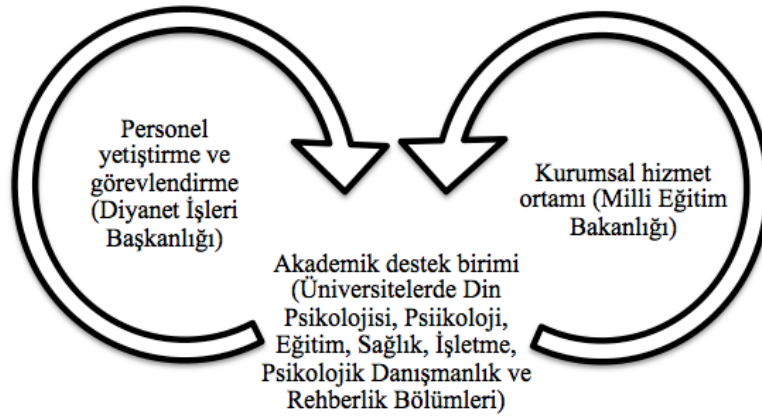 Personel
yetiştirme ve
görevlendirme
(Diyanet İşleri
Başkanlığı)
Kurumsal hizmet
ortamı (Milli Eğitim
Bakanlığı)
Akademik destek birimi
(Üniversitelerde Din
Psikolojisi, Psiikoloji,
Eğitim, Sağlık, İşletme,
Psikolojik Danışmanlık ve
Rehberlik Bölümleri)